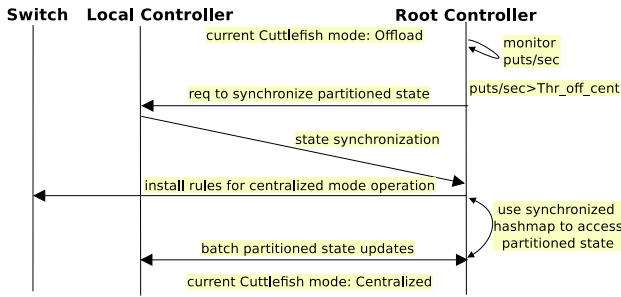 Switch Local Controller Root Controller
current Cuttlefish mode: Offload
monitor
puts/sec
puts/sec>Thr_off_cent
req to synchronize partitioned state
state synchronization
install rules for centralized mode operation
use synchronized
hashmap to access
partitioned state
batch partitioned state updates
current Cuttlefish mode: Centralized